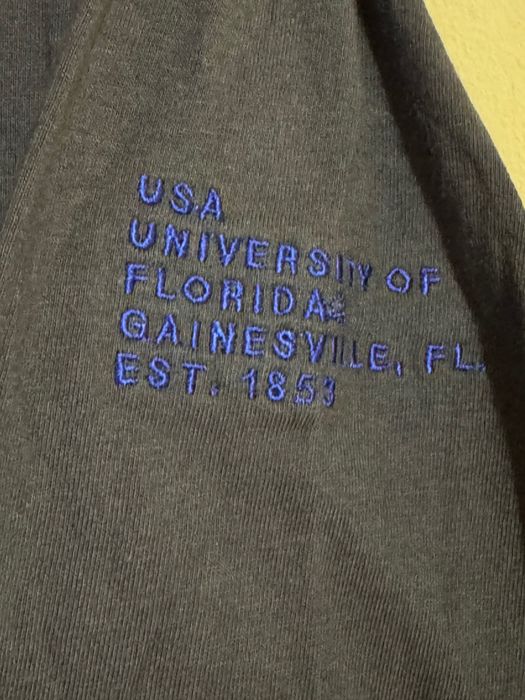 USA
UNIVERSITY OF
FLORIDA
GAINESVILLE, FL.
EST. 1853